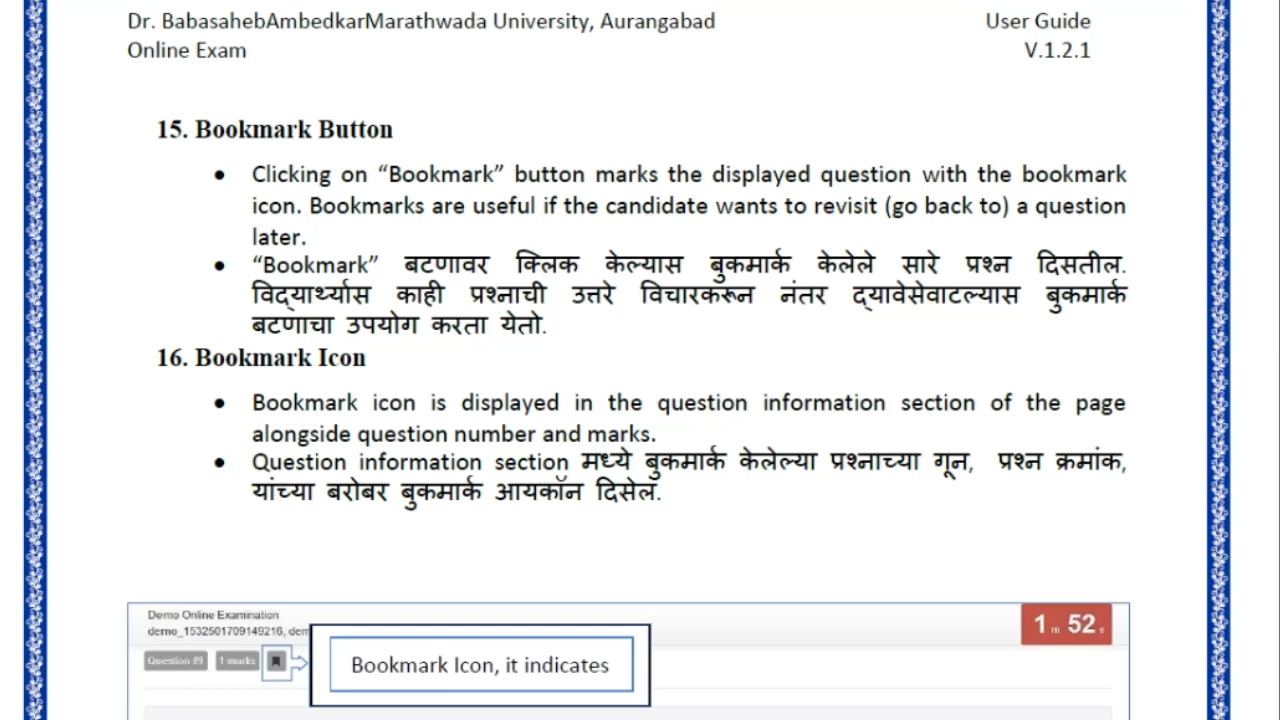 Dr. BabasahebAmbedkarMarathwada University, Aurangabad User Guide
Online Exam V.1.2.1
15. Bookmark Button
• Clicking on “Bookmark” button marks the displayed question with the bookmark
icon. Bookmarks are useful if the candidate wants to revisit (go back to) a question
later.
• “Bookmark” बटणावर क्लिक केल्यास बुकमार्क केलेले सारे प्रश्न दिसतील.
विद्यार्थ्यास काही प्रश्नाची उत्तरे विचारकरून नंतर द्यावेसेवाटल्यास बुकमार्क
बटणाचा उपयोग करता येतो.
16. Bookmark Icon
• Bookmark icon is displayed in the question information section of the page
alongside question number and marks.
• Question information section मध्ये बुकमार्क केलेल्या प्रश्नाच्या गून, प्रश्न क्रमांक,
यांच्या बरोबर बुकमार्क आयकॉन दिसेल.
Demo Online Examination
demo_1532501709149216, dem
1 m 52 s
Question #9 1 marks
Bookmark Icon, it indicates